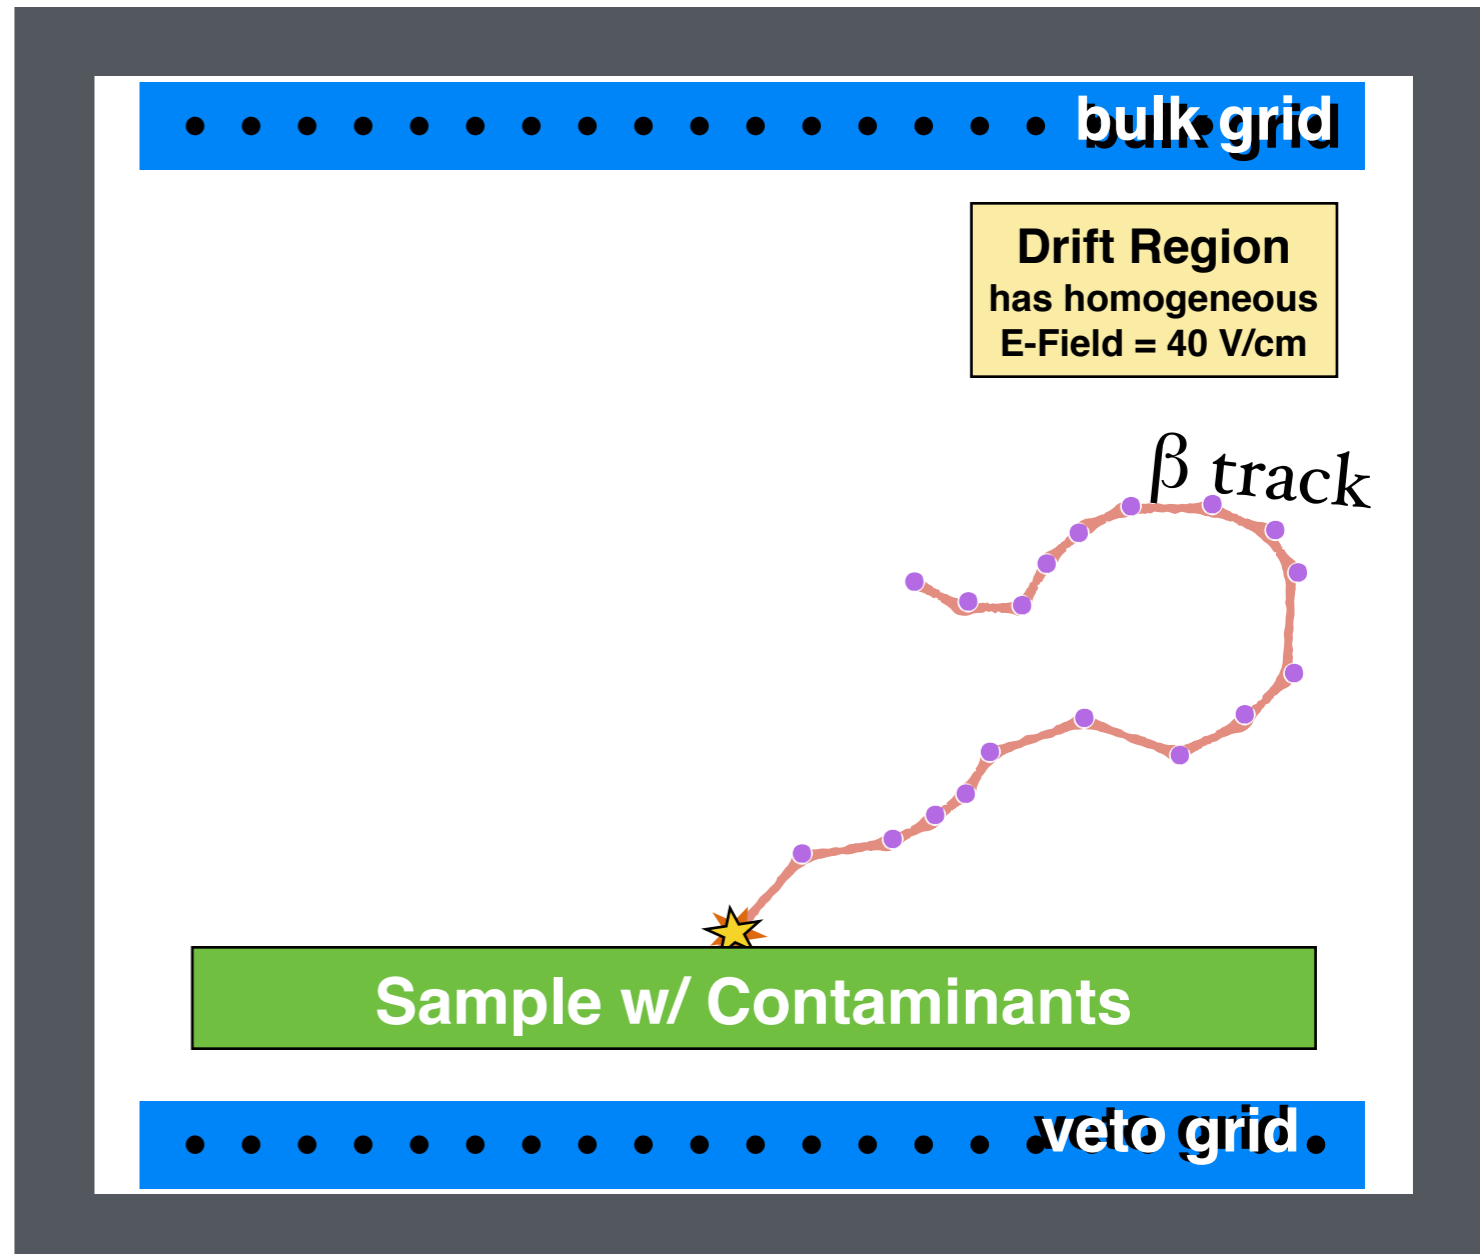 bulk grid
Drift Region
has homogeneous
E-Field = 40 V/cm
β track
Sample w/ Contaminants
veto grid